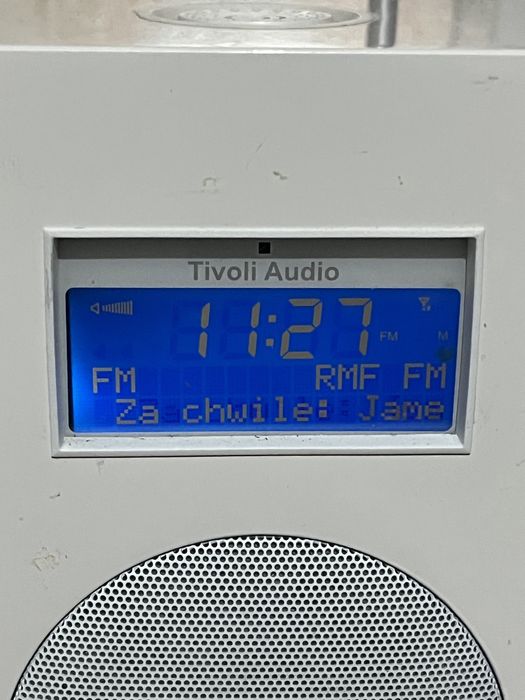 Tivoli Audio
11:27 FM M
FM RMF FM
Za chwile: Jame